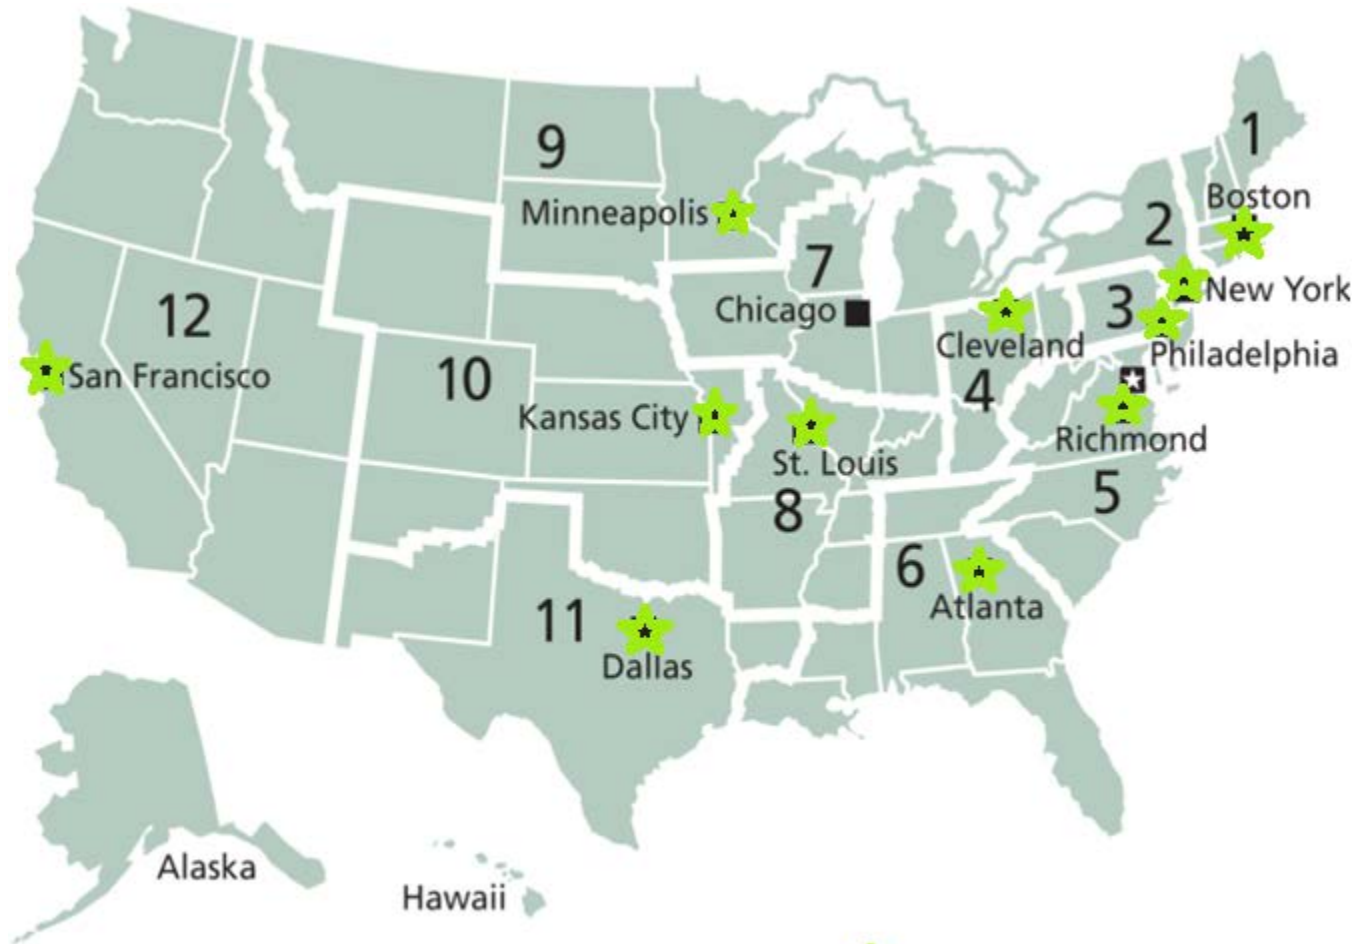 1
9
Boston
Minneapolis
2
7
12
New York
Chicago
3
Cleveland
Philadelphia
San Francisco
10
4
Kansas City
Richmond
St. Louis
5
8
6
Atlanta
11
Dallas
Alaska
Hawaii